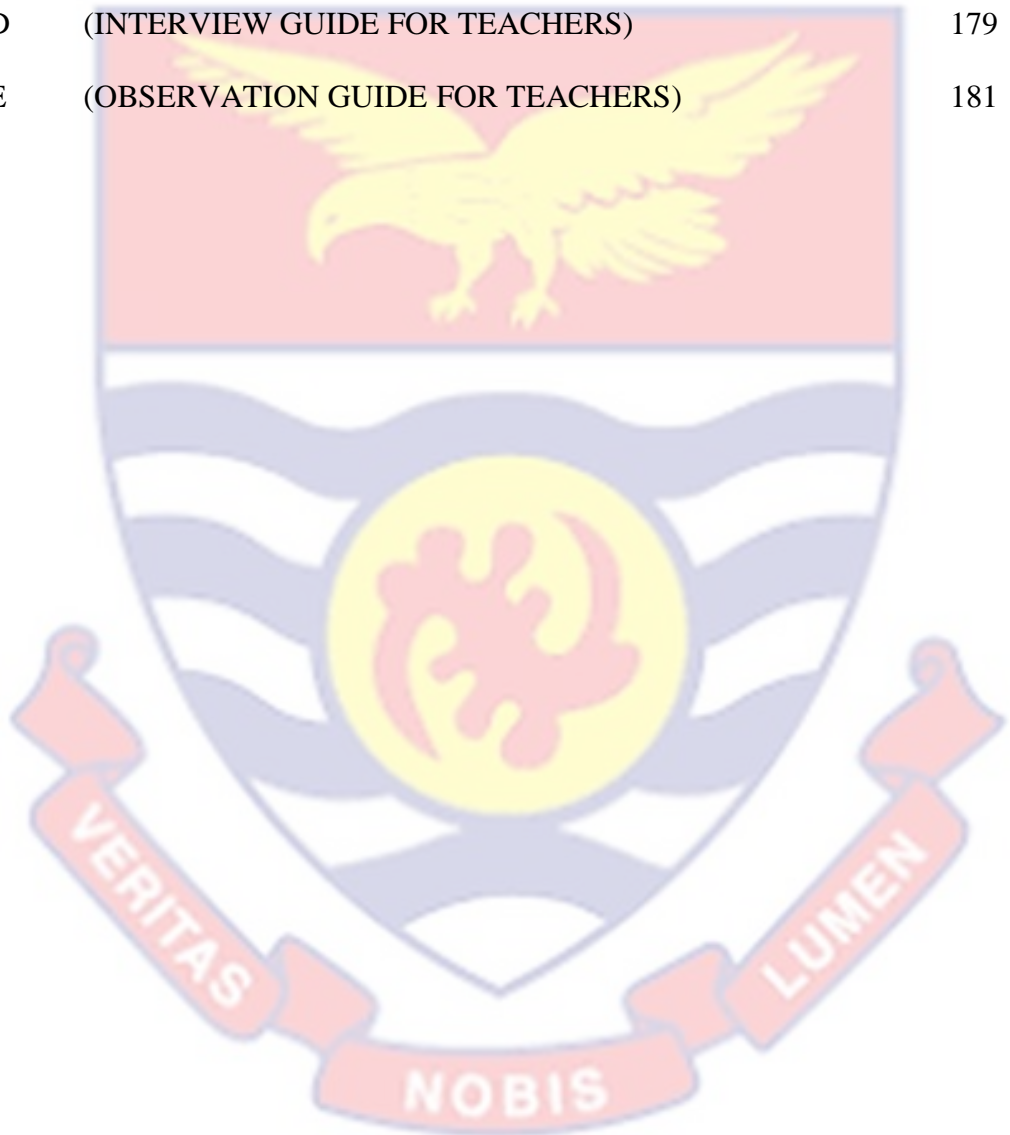 D (INTERVIEW GUIDE FOR TEACHERS) 179
E (OBSERVATION GUIDE FOR TEACHERS) 181
VERITAS
NOBIS
LUMEN